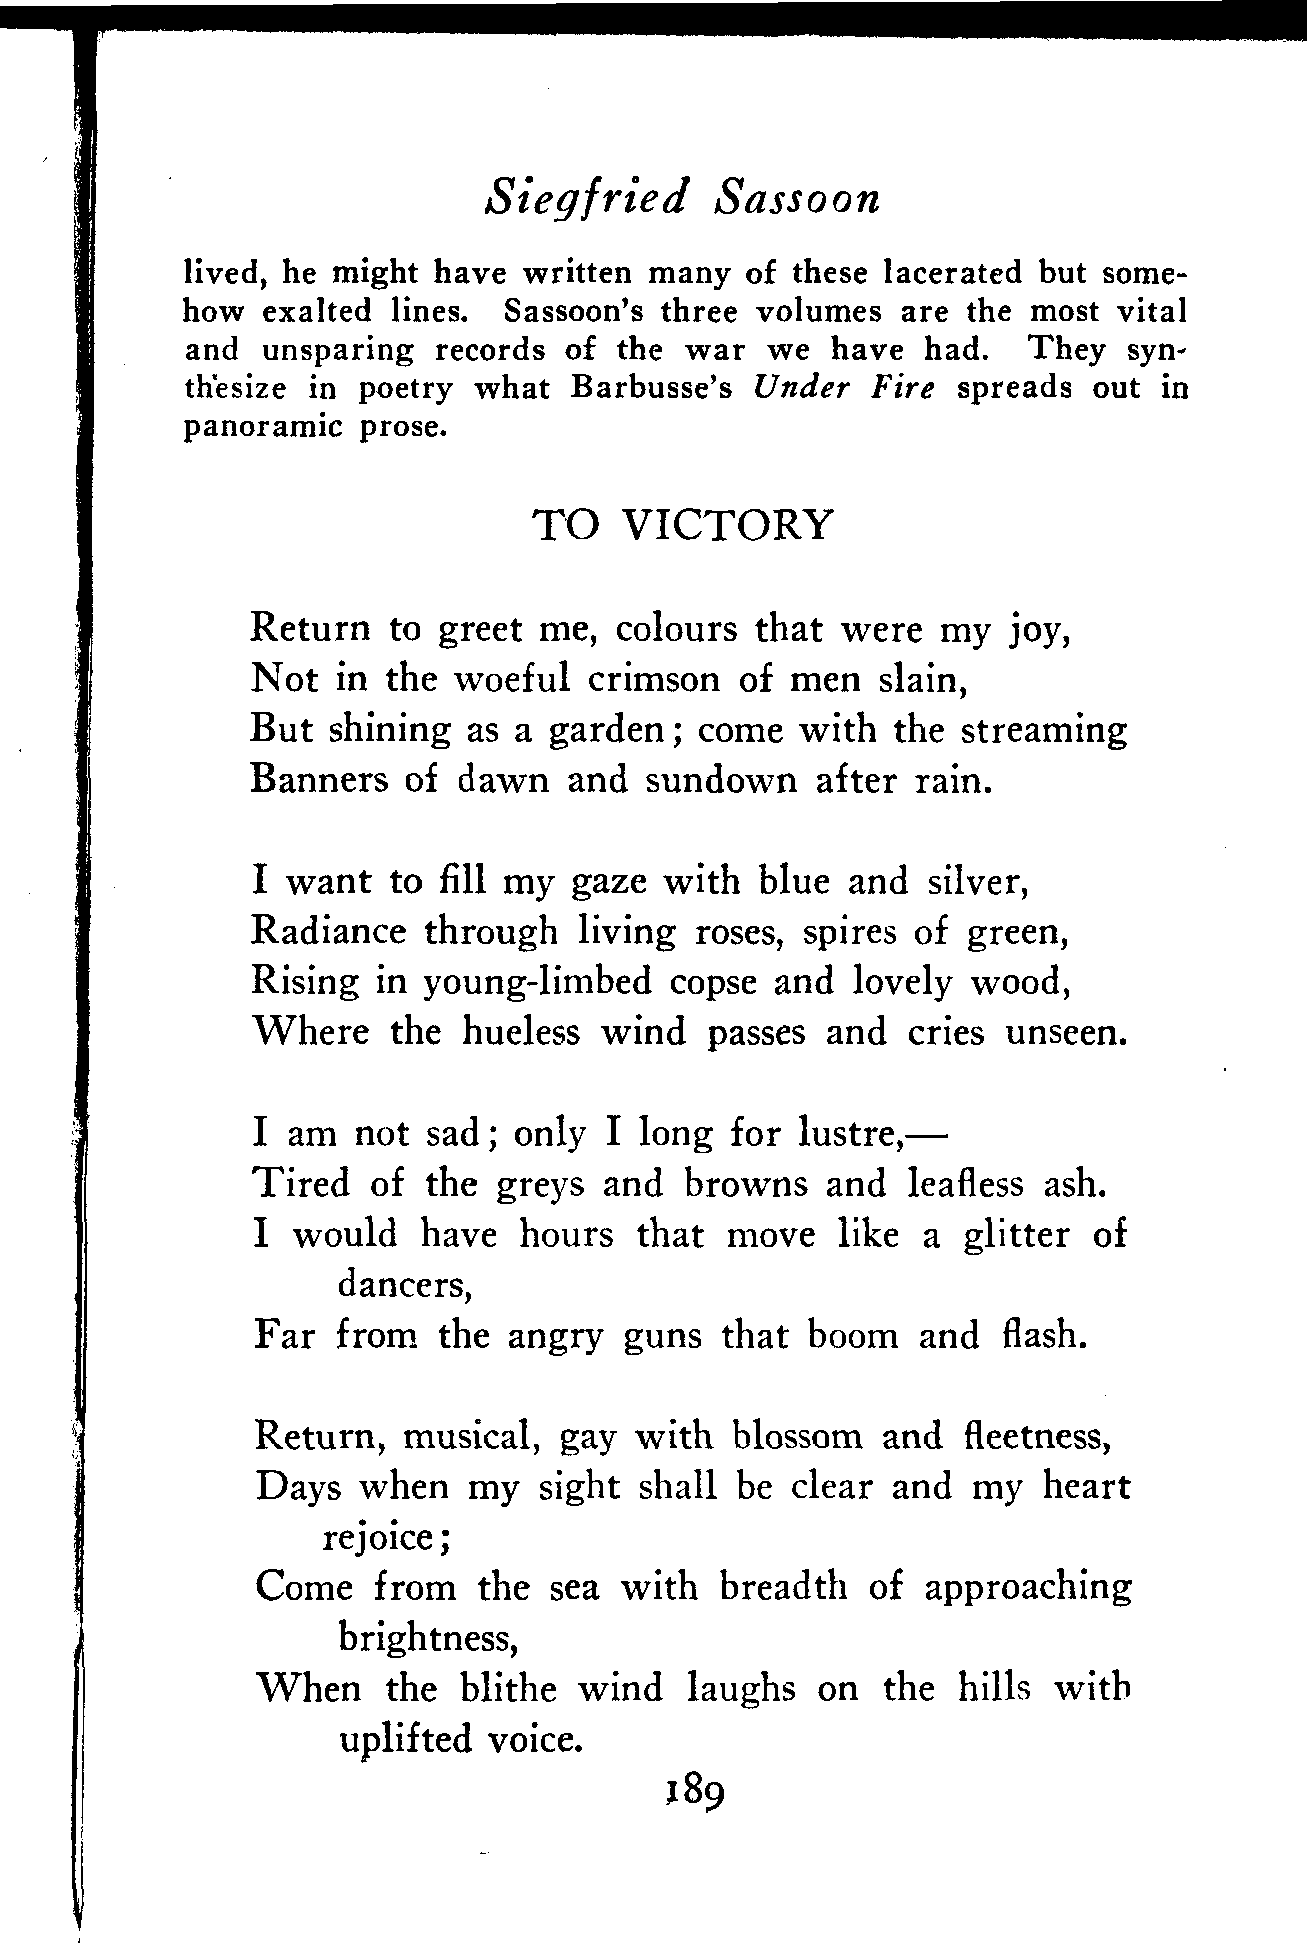 Siegfried Sassoon
lived, he might have written many of these lacerated but some-
how exalted lines. Sassoon's three volumes are the most vital
and unsparing records of the war we have had. They syn-
thesize in poetry what Barbusse's Under Fire spreads out in
panoramic prose.
TO VICTORY
Return to greet me, colours that were my joy,
Not in the woeful crimson of men slain,
But shining as a garden; come with the streaming
Banners of dawn and sundown after rain.
I want to fill my gaze with blue and silver,
Radiance through living roses, spires of green,
Rising in young-limbed copse and lovely wood,
Where the hueless wind passes and cries unseen.
I am not sad; only I long for lustre,—
Tired of the greys and browns and leafless ash.
I would have hours that move like a glitter of
dancers,
Far from the angry guns that boom and flash.
Return, musical, gay with blossom and fleetness,
Days when my sight shall be clear and my heart
rejoice;
Come from the sea with breadth of approaching
brightness,
When the blithe wind laughs on the hills with
uplifted voice.
189